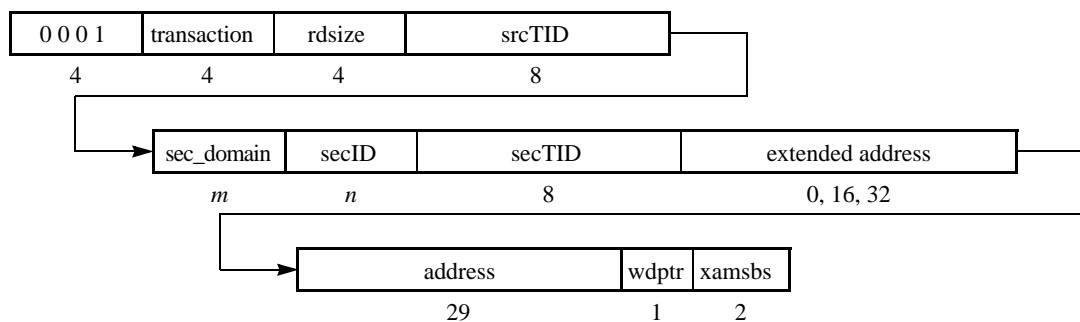 0 0 0 1 transaction rdsize srcTID
4 4 4 8
sec_domain secID secTID extended address
m n 8 0, 16, 32
address wdptr xamsbs
29 1 2